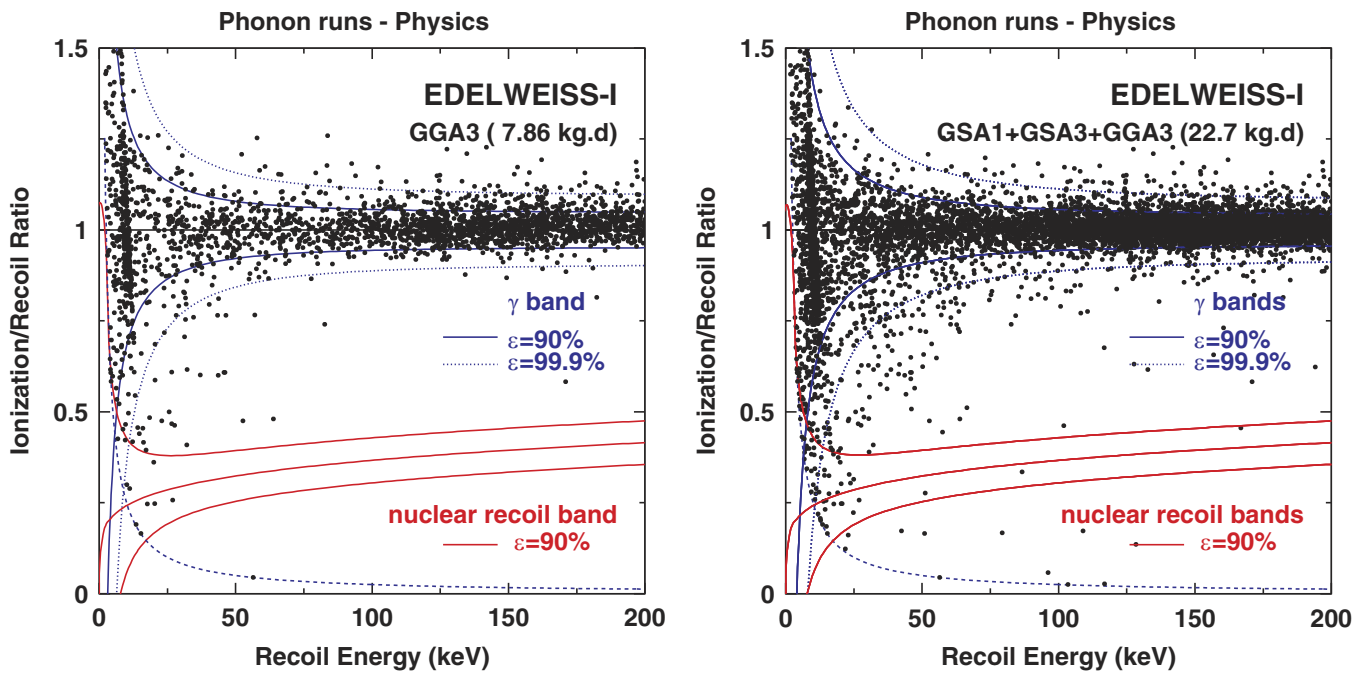 Phonon runs - Physics
1.5
EDELWEISS-I
GGA3 ( 7.86 kg.d)
1
γ band
ε=90%
ε=99.9%
0.5
nuclear recoil band
ε=90%
0
0 50 100 150 200
Recoil Energy (keV)
Ionization/Recoil Ratio
Phonon runs - Physics
1.5
EDELWEISS-I
GSA1+GSA3+GGA3 (22.7 kg.d)
1
γ bands
ε=90%
ε=99.9%
0.5
nuclear recoil bands
ε=90%
0
0 50 100 150 200
Recoil Energy (keV)
Ionization/Recoil Ratio